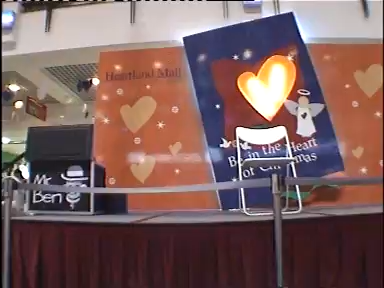 Heartland Mall
Be in the Heart
of Christmas
Mr.
Ben